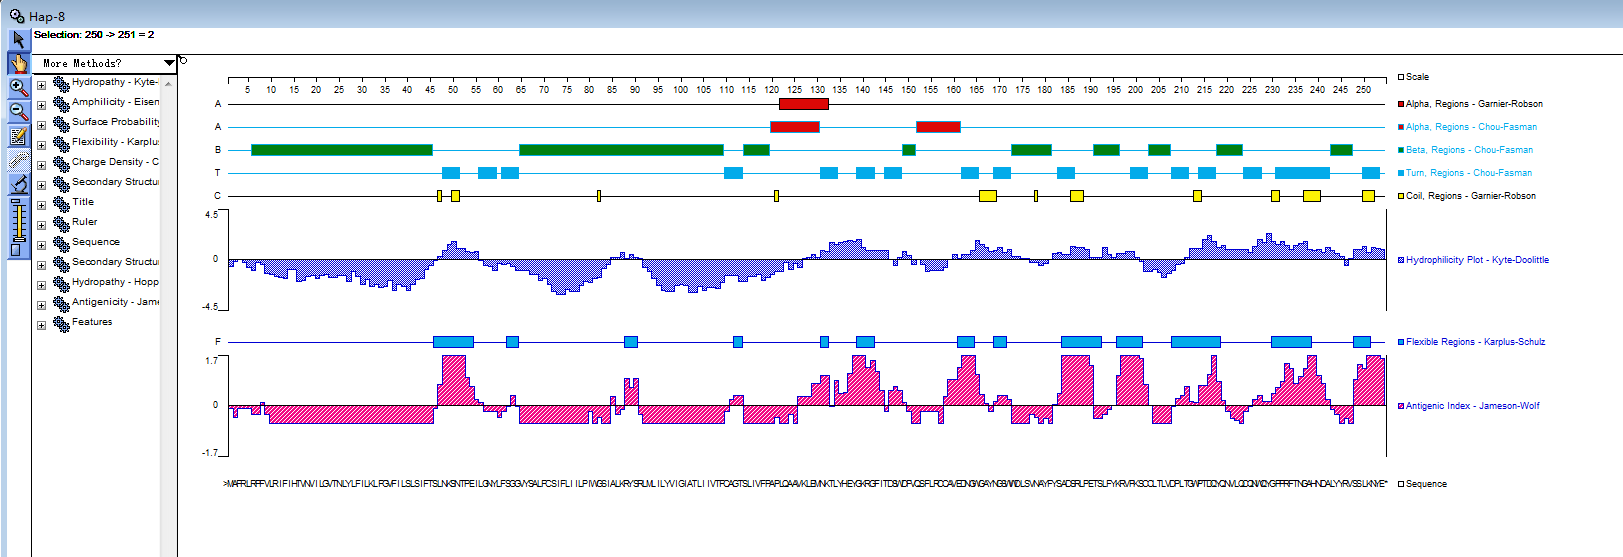 Hap-8
Selection: 250 -> 251 = 2
More Methods?
Hydropathy - Kyte-
Amphilicity - Eisen
Surface Probability
Flexibility - Karplu
Charge Density - C
Secondary Structu
Title
Ruler
Sequence
Secondary Structu
Hydropathy - Hopp
Antigenicity - Jame
Features
5 10 15 20 25 30 35 40 45 50 55 60 65 70 75 80 85 90 95 100 105 110 115 120 125 130 135 140 145 150 155 160 165 170 175 180 185 190 195 200 205 210 215 220 225 230 235 240 245 250
Scale
A
Alpha, Regions - Garnier-Robson
A
Alpha, Regions - Chou-Fasman
B
Beta, Regions - Chou-Fasman
T
Turn, Regions - Chou-Fasman
C
Coil, Regions - Garnier-Robson
4.5
0
-4.5
Hydrophilicity Plot - Kyte-Doolittle
F
Flexible Regions - Karplus-Schulz
1.7
0
-1.7
Antigenic Index - Jameson-Wolf
Sequence